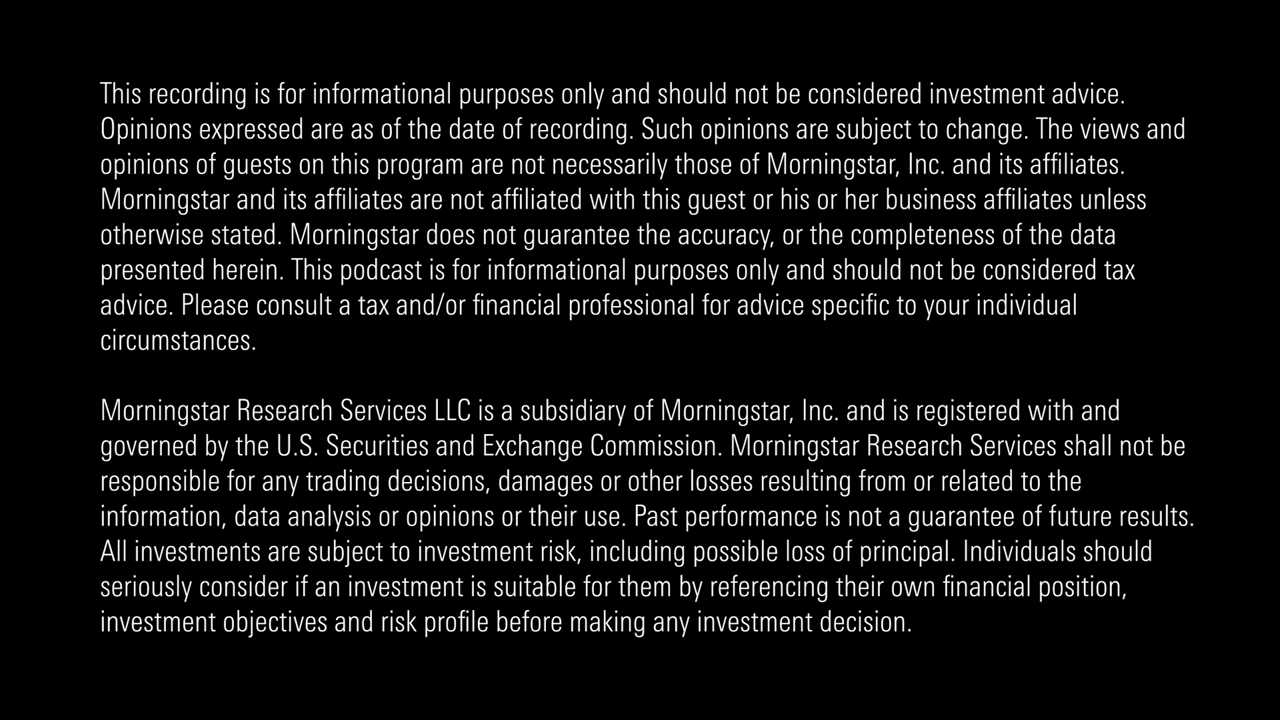 This recording is for informational purposes only and should not be considered investment advice.
Opinions expressed are as of the date of recording. Such opinions are subject to change. The views and
opinions of guests on this program are not necessarily those of Morningstar, Inc. and its affiliates.
Morningstar and its affiliates are not affiliated with this guest or his or her business affiliates unless
otherwise stated. Morningstar does not guarantee the accuracy, or the completeness of the data
presented herein. This podcast is for informational purposes only and should not be considered tax
advice. Please consult a tax and/or financial professional for advice specific to your individual
circumstances.
Morningstar Research Services LLC is a subsidiary of Morningstar, Inc. and is registered with and
governed by the U.S. Securities and Exchange Commission. Morningstar Research Services shall not be
responsible for any trading decisions, damages or other losses resulting from or related to the
information, data analysis or opinions or their use. Past performance is not a guarantee of future results.
All investments are subject to investment risk, including possible loss of principal. Individuals should
seriously consider if an investment is suitable for them by referencing their own financial position,
investment objectives and risk profile before making any investment decision.